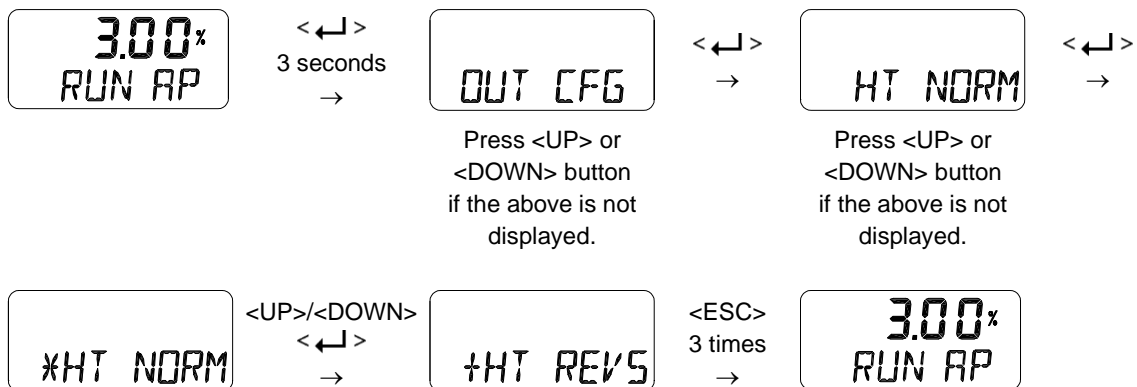 3.00%
RUN AP
<↵>
3 seconds
→
OUT CFG
Press <UP> or
<DOWN> button
if the above is not
displayed.
<↵>
→
HT NORM
Press <UP> or
<DOWN> button
if the above is not
displayed.
<↵>
→
*HT NORM
<UP>/<DOWN>
<↵>
→
+HT REVS
<ESC>
3 times
→
3.00%
RUN AP